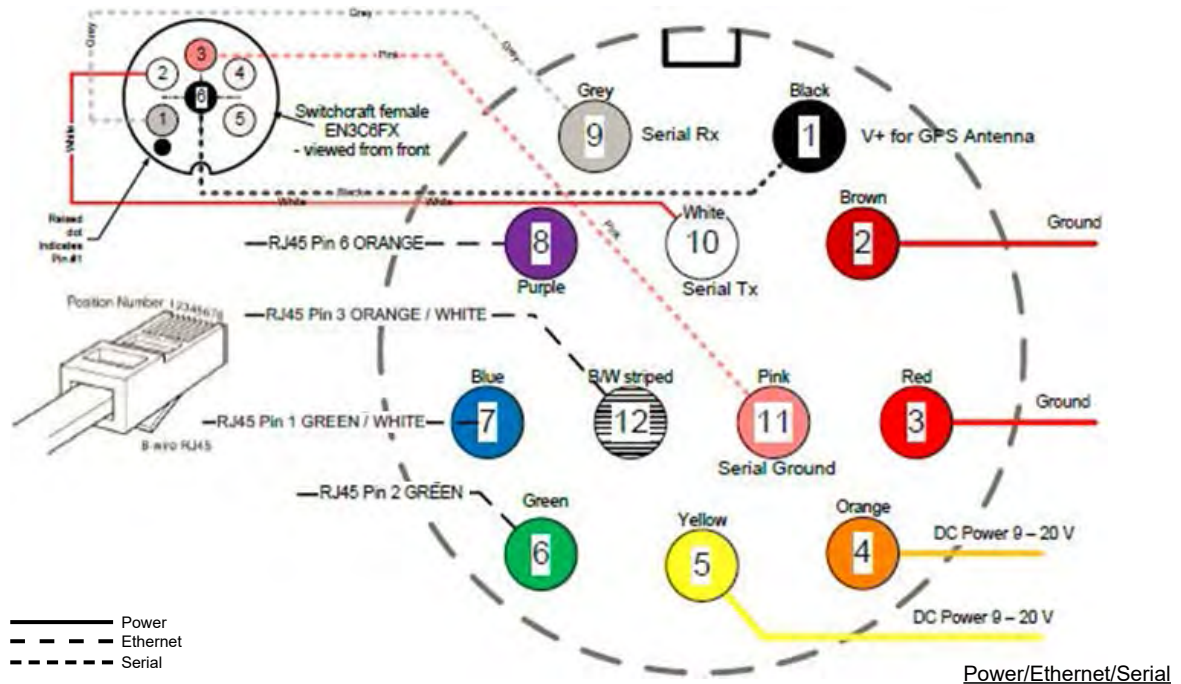 Grey
Grey
Grey
3
Pink
2
4
6
1
5
White
Switchcraft female
EN3C6FX
- viewed from front
Black
White
White
Pink
Raised
dot
Indicates
Pin #1
Grey
9
Serial Rx
Black
1
V+ for GPS Antenna
Brown
2
Ground
RJ45 Pin 6 ORANGE
8
Purple
White
10
Serial Tx
Position Number 12345678
8-wire RJ45
RJ45 Pin 3 ORANGE / WHITE
Blue
7
B/W striped
12
Pink
11
Serial Ground
Red
3
Ground
RJ45 Pin 1 GREEN / WHITE
RJ45 Pin 2 GREEN
Green
6
Yellow
5
Orange
4
DC Power 9 – 20 V
DC Power 9 – 20 V
Power
Ethernet
Serial
Power/Ethernet/Serial